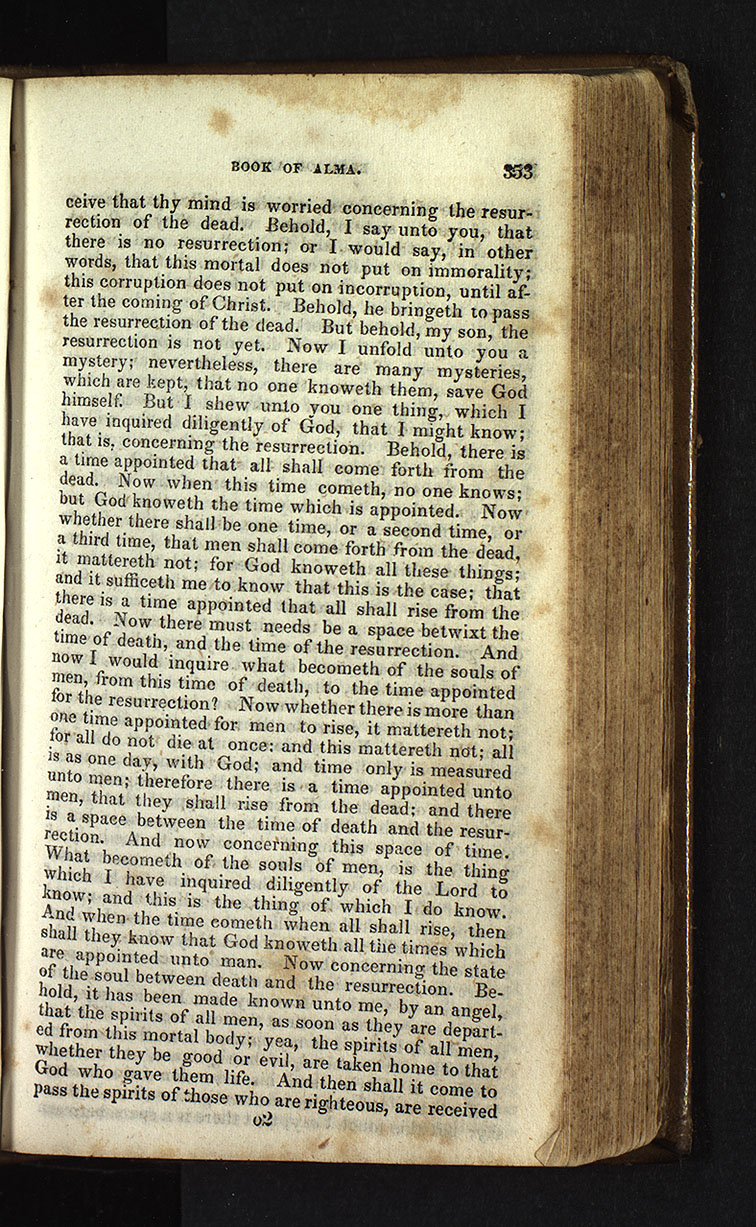 BOOK OF ALMA. 353
ceive that thy mind is worried concerning the resur-
rection of the dead. Behold, I say unto you, that
there is no resurrection; or I would say, in other
words, that this mortal does not put on immorality;
this corruption does not put on incorruption, until af-
ter the coming of Christ. Behold, he bringeth to pass
the resurrection of the dead. But behold, my son, the
resurrection is not yet. Now I unfold unto you a
mystery; nevertheless, there are many mysteries,
which are kept, that no one knoweth them, save God
himself. But I shew unto you one thing, which I
have inquired diligently of God, that I might know;
that is, concerning the resurrection. Behold, there is
a time appointed that all shall come forth from the
dead. Now when this time cometh, no one knows;
but God knoweth the time which is appointed. Now
whether there shall be one time, or a second time, or
a third time, that men shall come forth from the dead,
it mattereth not; for God knoweth all these things;
and it sufficeth me to know that this is the case; that
there is a time appointed that all shall rise from the
dead. Now there must needs be a space betwixt the
time of death, and the time of the resurrection. And
now I would inquire what becometh of the souls of
men, from this time of death, to the time appointed
for the resurrection? Now whether there is more than
one time appointed for men to rise, it mattereth not;
for all do not die at once: and this mattereth not; all
is as one day, with God; and time only is measured
unto men; therefore there is a time appointed unto
men, that they shall rise from the dead; and there
is a space between the time of death and the resur-
rection. And now concerning this space of time.
What becometh of the souls of men, is the thing
which I have inquired diligently of the Lord to
know; and this is the thing of which I do know.
And when the time cometh when all shall rise, then
shall they know that God knoweth all the times which
are appointed unto man. Now concerning the state
of the soul between death and the resurrection. Be-
hold, it has been made known unto me, by an angel,
that the spirits of all men, as soon as they are depart-
ed from this mortal body; yea, the spirits of all men,
whether they be good or evil, are taken home to that
God who gave them life. And then shall it come to
pass the spirits of those who are righteous, are received
o2